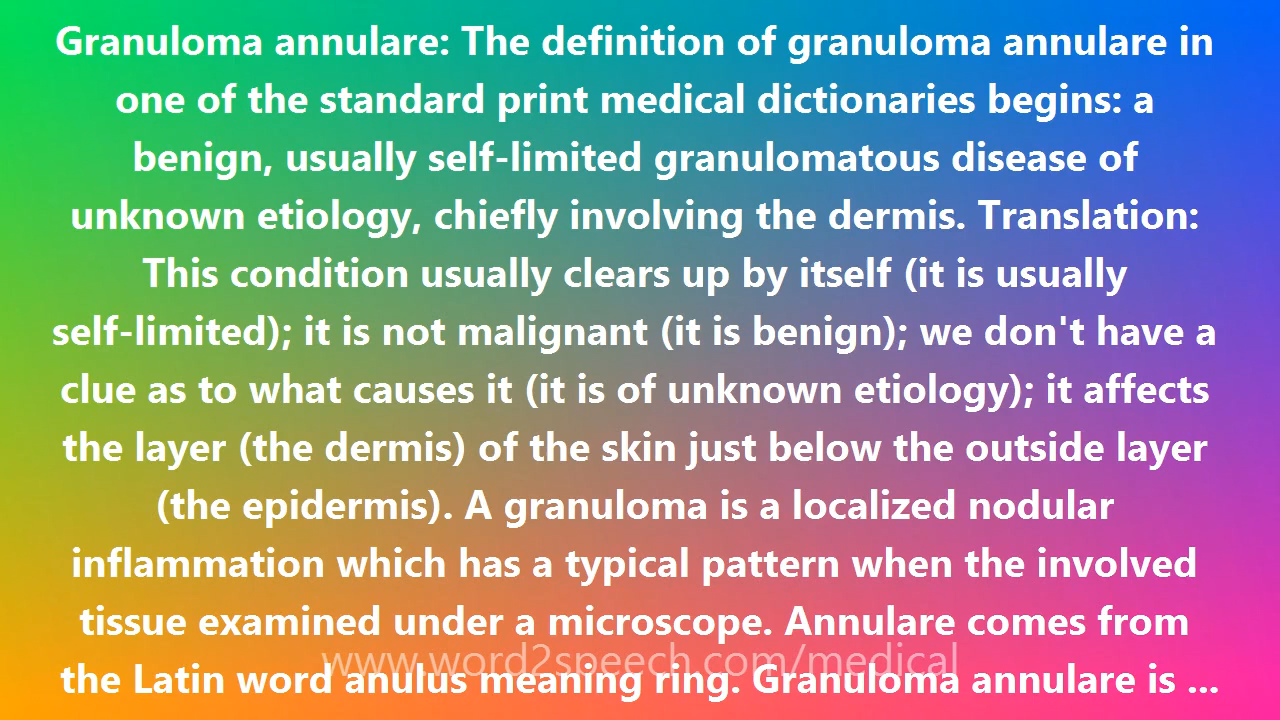 Granuloma annulare: The definition of granuloma annulare in
one of the standard print medical dictionaries begins: a
benign, usually self-limited granulomatous disease of
unknown etiology, chiefly involving the dermis. Translation:
This condition usually clears up by itself (it is usually
self-limited); it is not malignant (it is benign); we don't have a
clue as to what causes it (it is of unknown etiology); it affects
the layer (the dermis) of the skin just below the outside layer
(the epidermis). A granuloma is a localized nodular
inflammation which has a typical pattern when the involved
tissue examined under a microscope. Annulare comes from
www.word2speech.com/medical
the Latin word anulus meaning ring. Granuloma annulare is ...